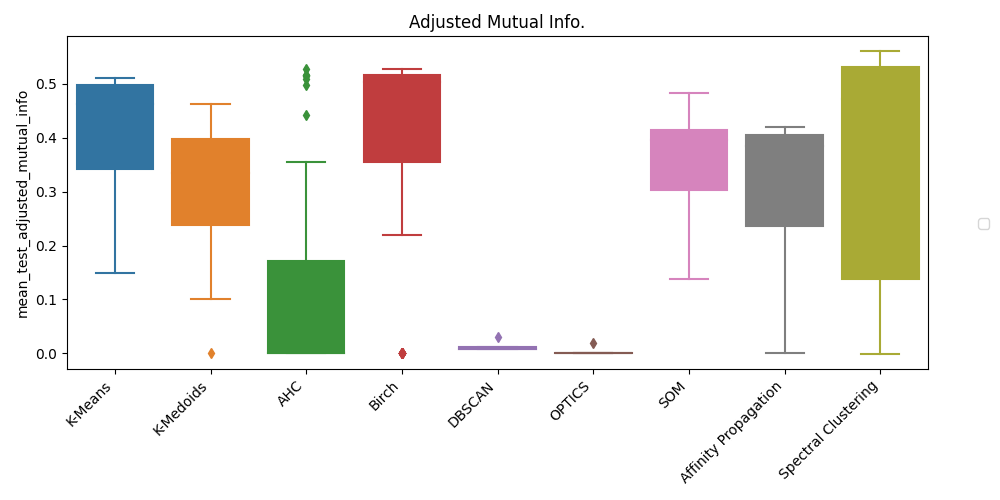 Adjusted Mutual Info.
mean_test_adjusted_mutual_info
0.5
0.4
0.3
0.2
0.1
0.0
K-Means
K-Medoids
AHC
Birch
DBSCAN
OPTICS
SOM
Affinity Propagation
Spectral Clustering